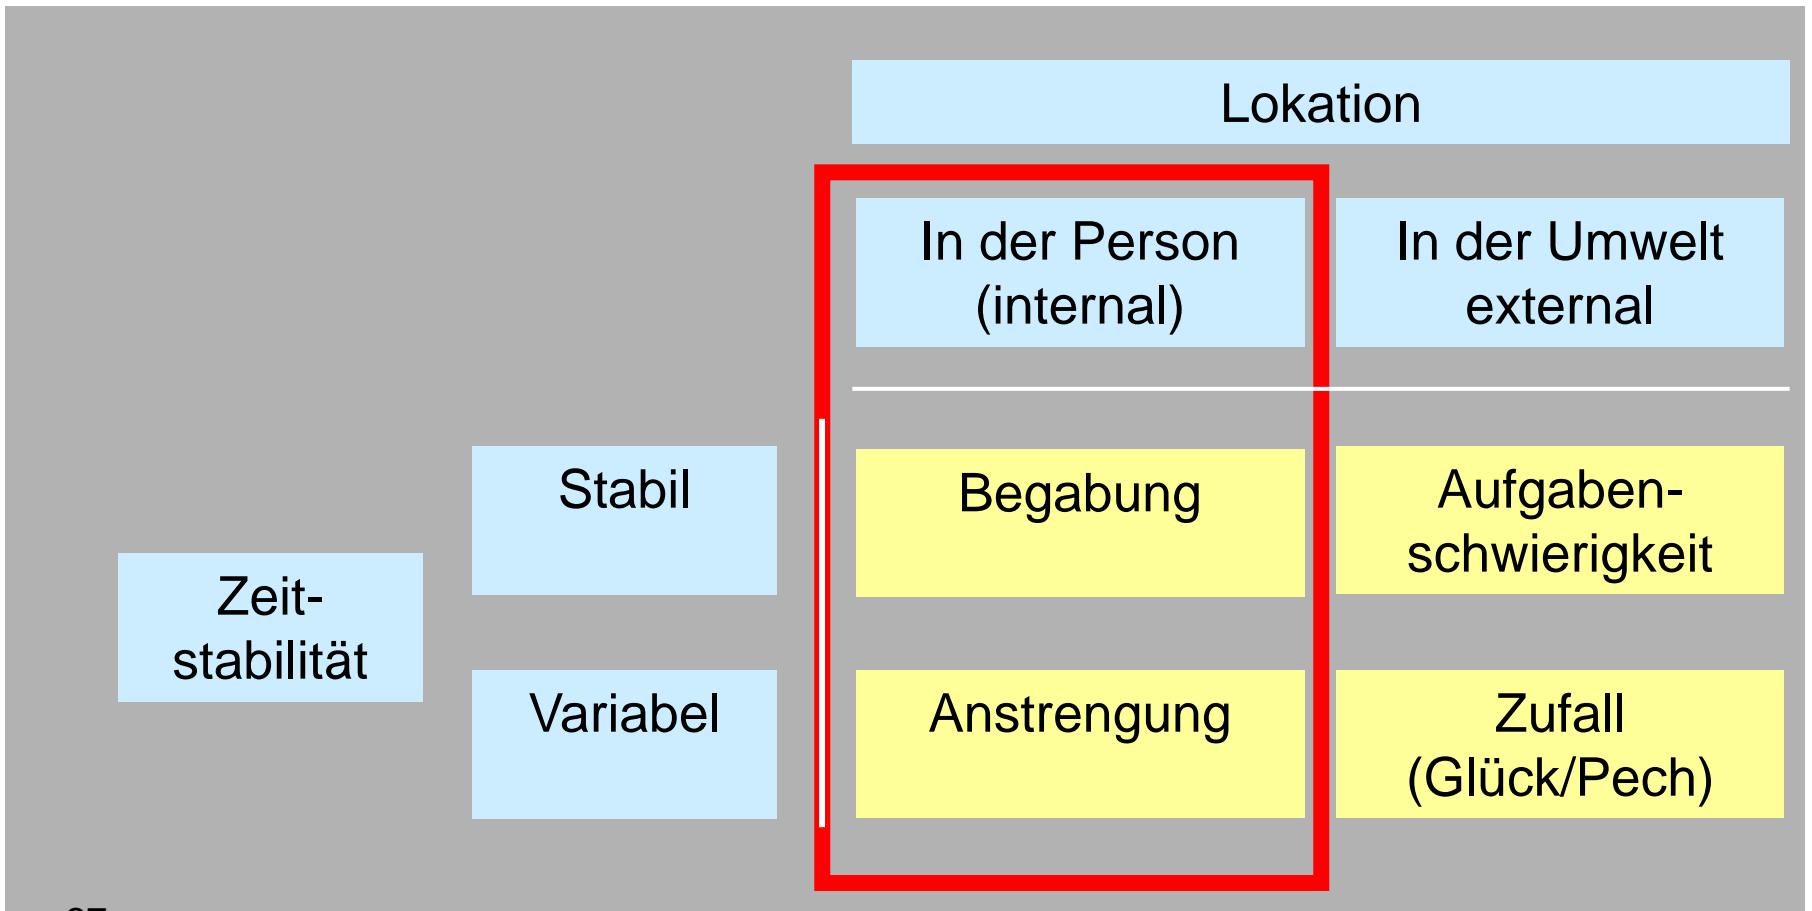 Lokation
In der Person
(internal)
In der Umwelt
external
Stabil
Begabung
Aufgaben-
schwierigkeit
Zeit-
stabilität
Variabel
Anstrengung
Zufall
(Glück/Pech)